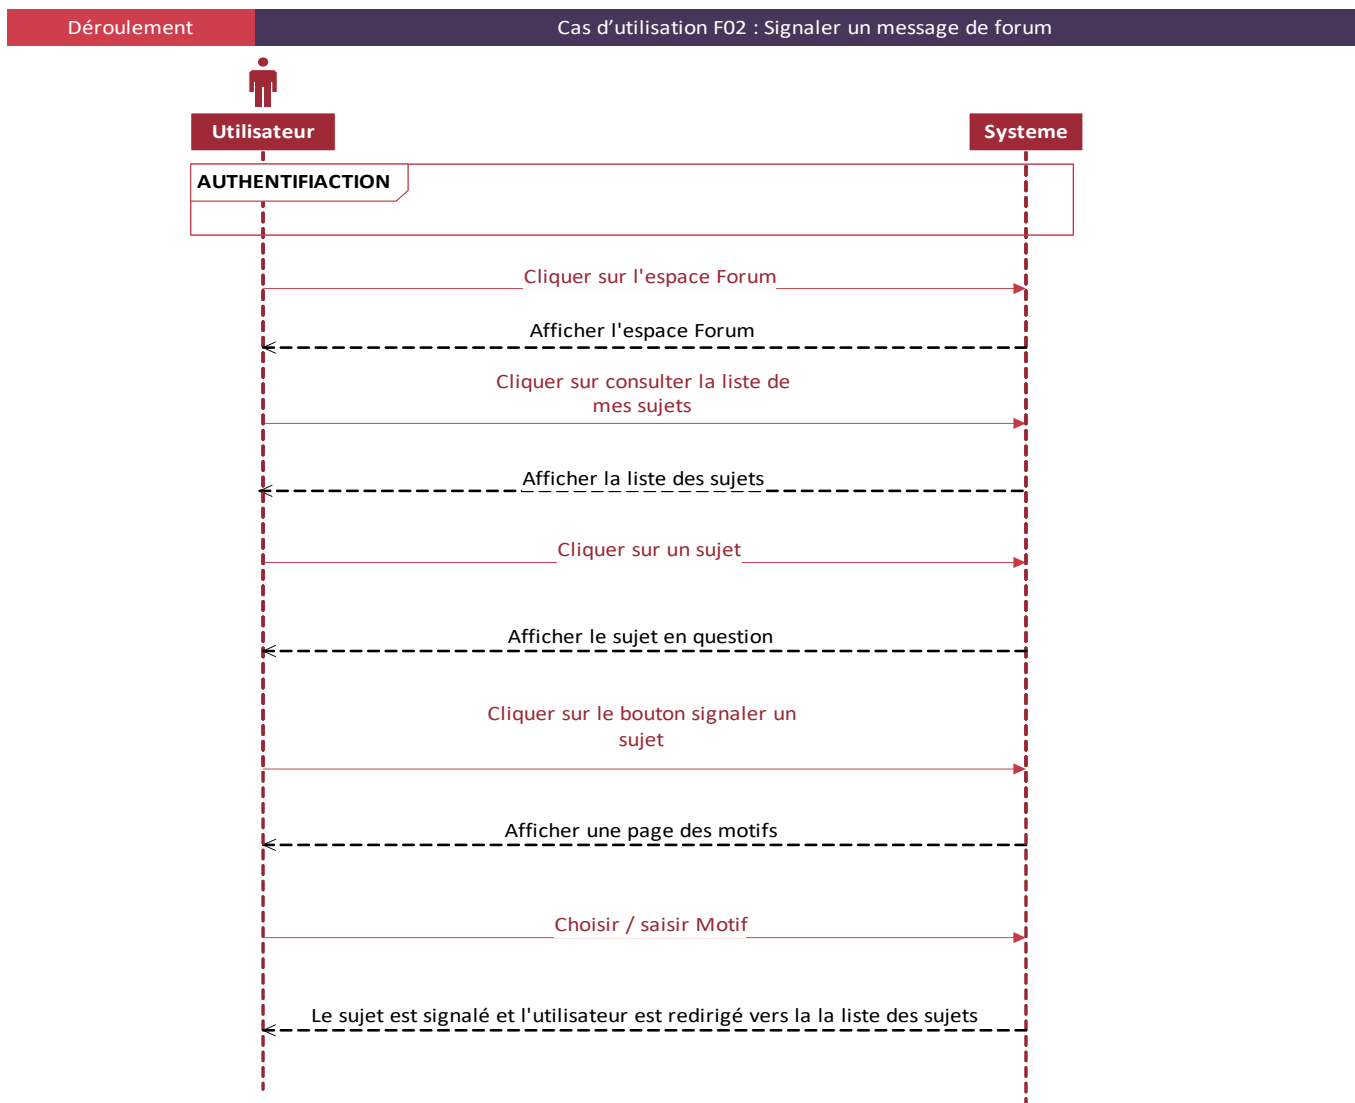 Déroulement
Cas d'utilisation F02 : Signaler un message de forum
Utilisateur
Systeme
AUTHENTIFIACTION
Cliquer sur l'espace Forum
Afficher l'espace Forum
Cliquer sur consulter la liste de
mes sujets
Afficher la liste des sujets
Cliquer sur un sujet
Afficher le sujet en question
Cliquer sur le bouton signaler un
sujet
Afficher une page des motifs
Choisir / saisir Motif
Le sujet est signalé et l'utilisateur est redirigé vers la la liste des sujets